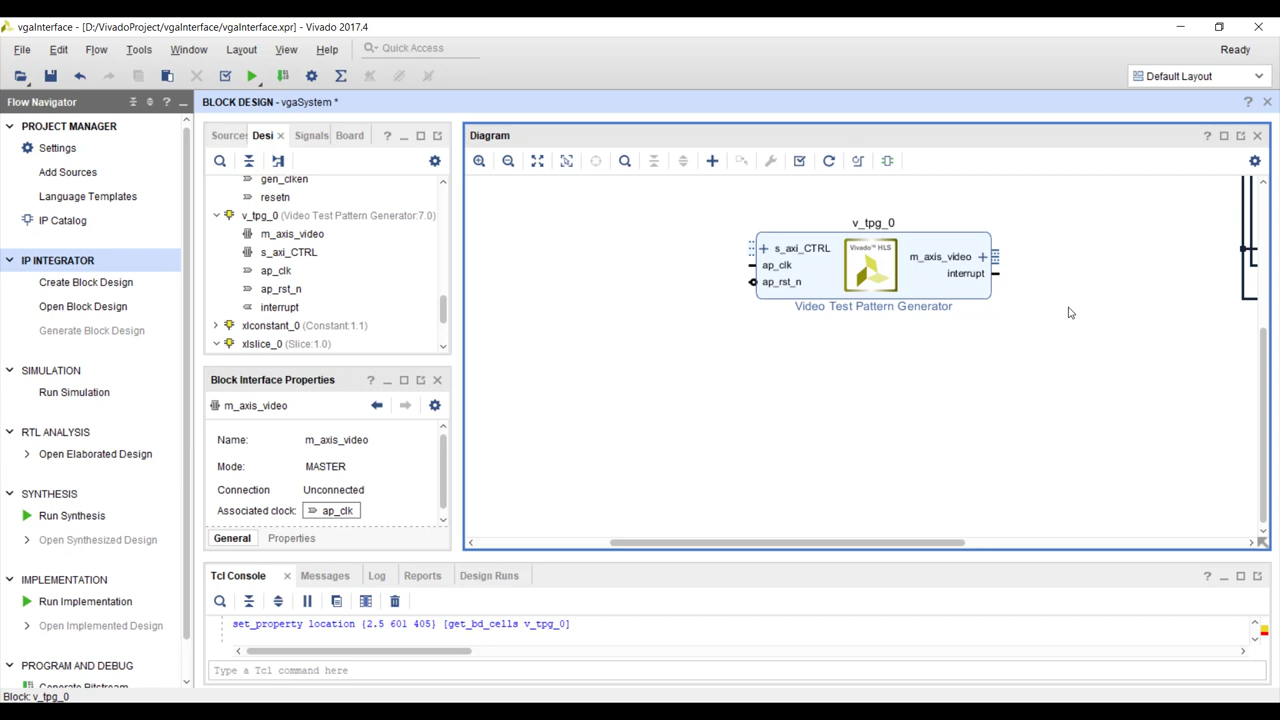 vgaInterface - [D:/VivadoProject/vgaInterface/vgaInterface.xpr] - Vivado 2017.4
File Edit Flow Tools Window Layout View Help Quick Access Ready
Default Layout
Flow Navigator
BLOCK DESIGN - vgaSystem *
PROJECT MANAGER
Settings
Add Sources
Language Templates
IP Catalog
IP INTEGRATOR
Create Block Design
Open Block Design
Generate Block Design
SIMULATION
Run Simulation
RTL ANALYSIS
Open Elaborated Design
SYNTHESIS
Run Synthesis
Open Synthesized Design
IMPLEMENTATION
Run Implementation
Open Implemented Design
PROGRAM AND DEBUG
Generate Bitstream
Block: v_tpg_0
Sources Desi Signals Board
gen_clken
resetn
v_tpg_0 (Video Test Pattern Generator:7.0)
m_axis_video
s_axi_CTRL
ap_clk
ap_rst_n
interrupt
xlconstant_0 (Constant:1.1)
xlslice_0 (Slice:1.0)
Block Interface Properties
m_axis_video
Name: m_axis_video
Mode: MASTER
Connection Unconnected
Associated clock: ap_clk
General Properties
Diagram
v_tpg_0
s_axi_CTRL
ap_clk
ap_rst_n
Vivado™ HLS
m_axis_video
interrupt
Video Test Pattern Generator
Tcl Console Messages Log Reports Design Runs
set_property location {2.5 601 405} [get_bd_cells v_tpg_0]
Type a Tcl command here